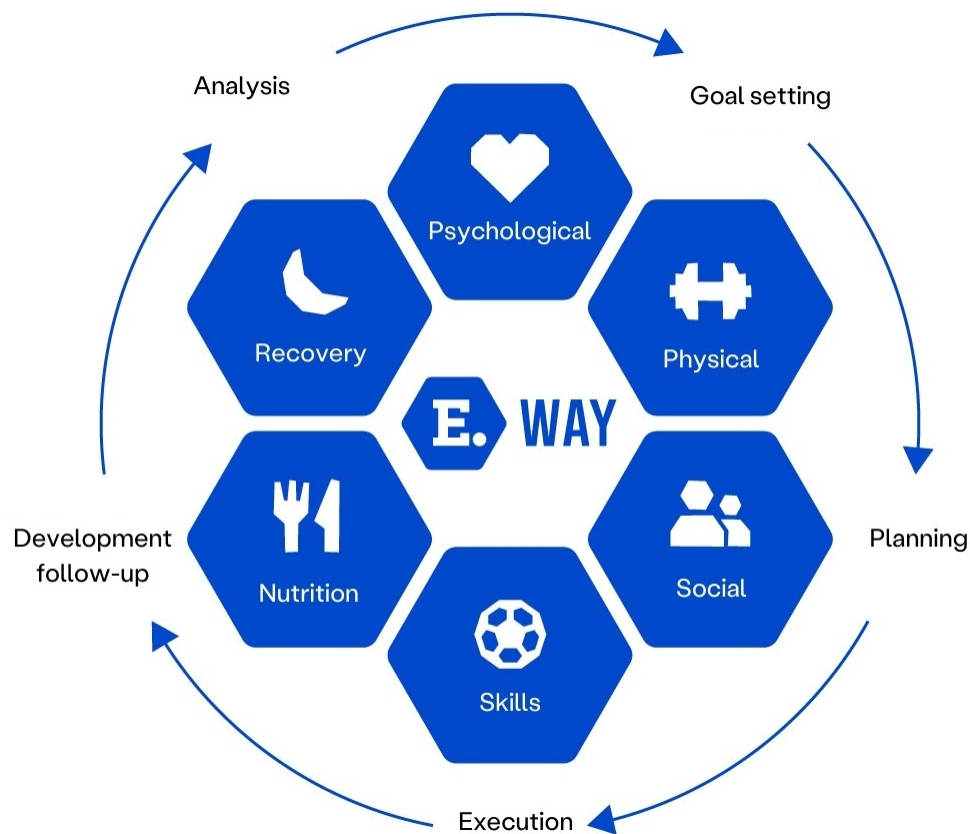 Analysis
Goal setting
Psychological
Recovery
Physical
E. WAY
Development
follow-up
Planning
Nutrition
Social
Skills
Execution